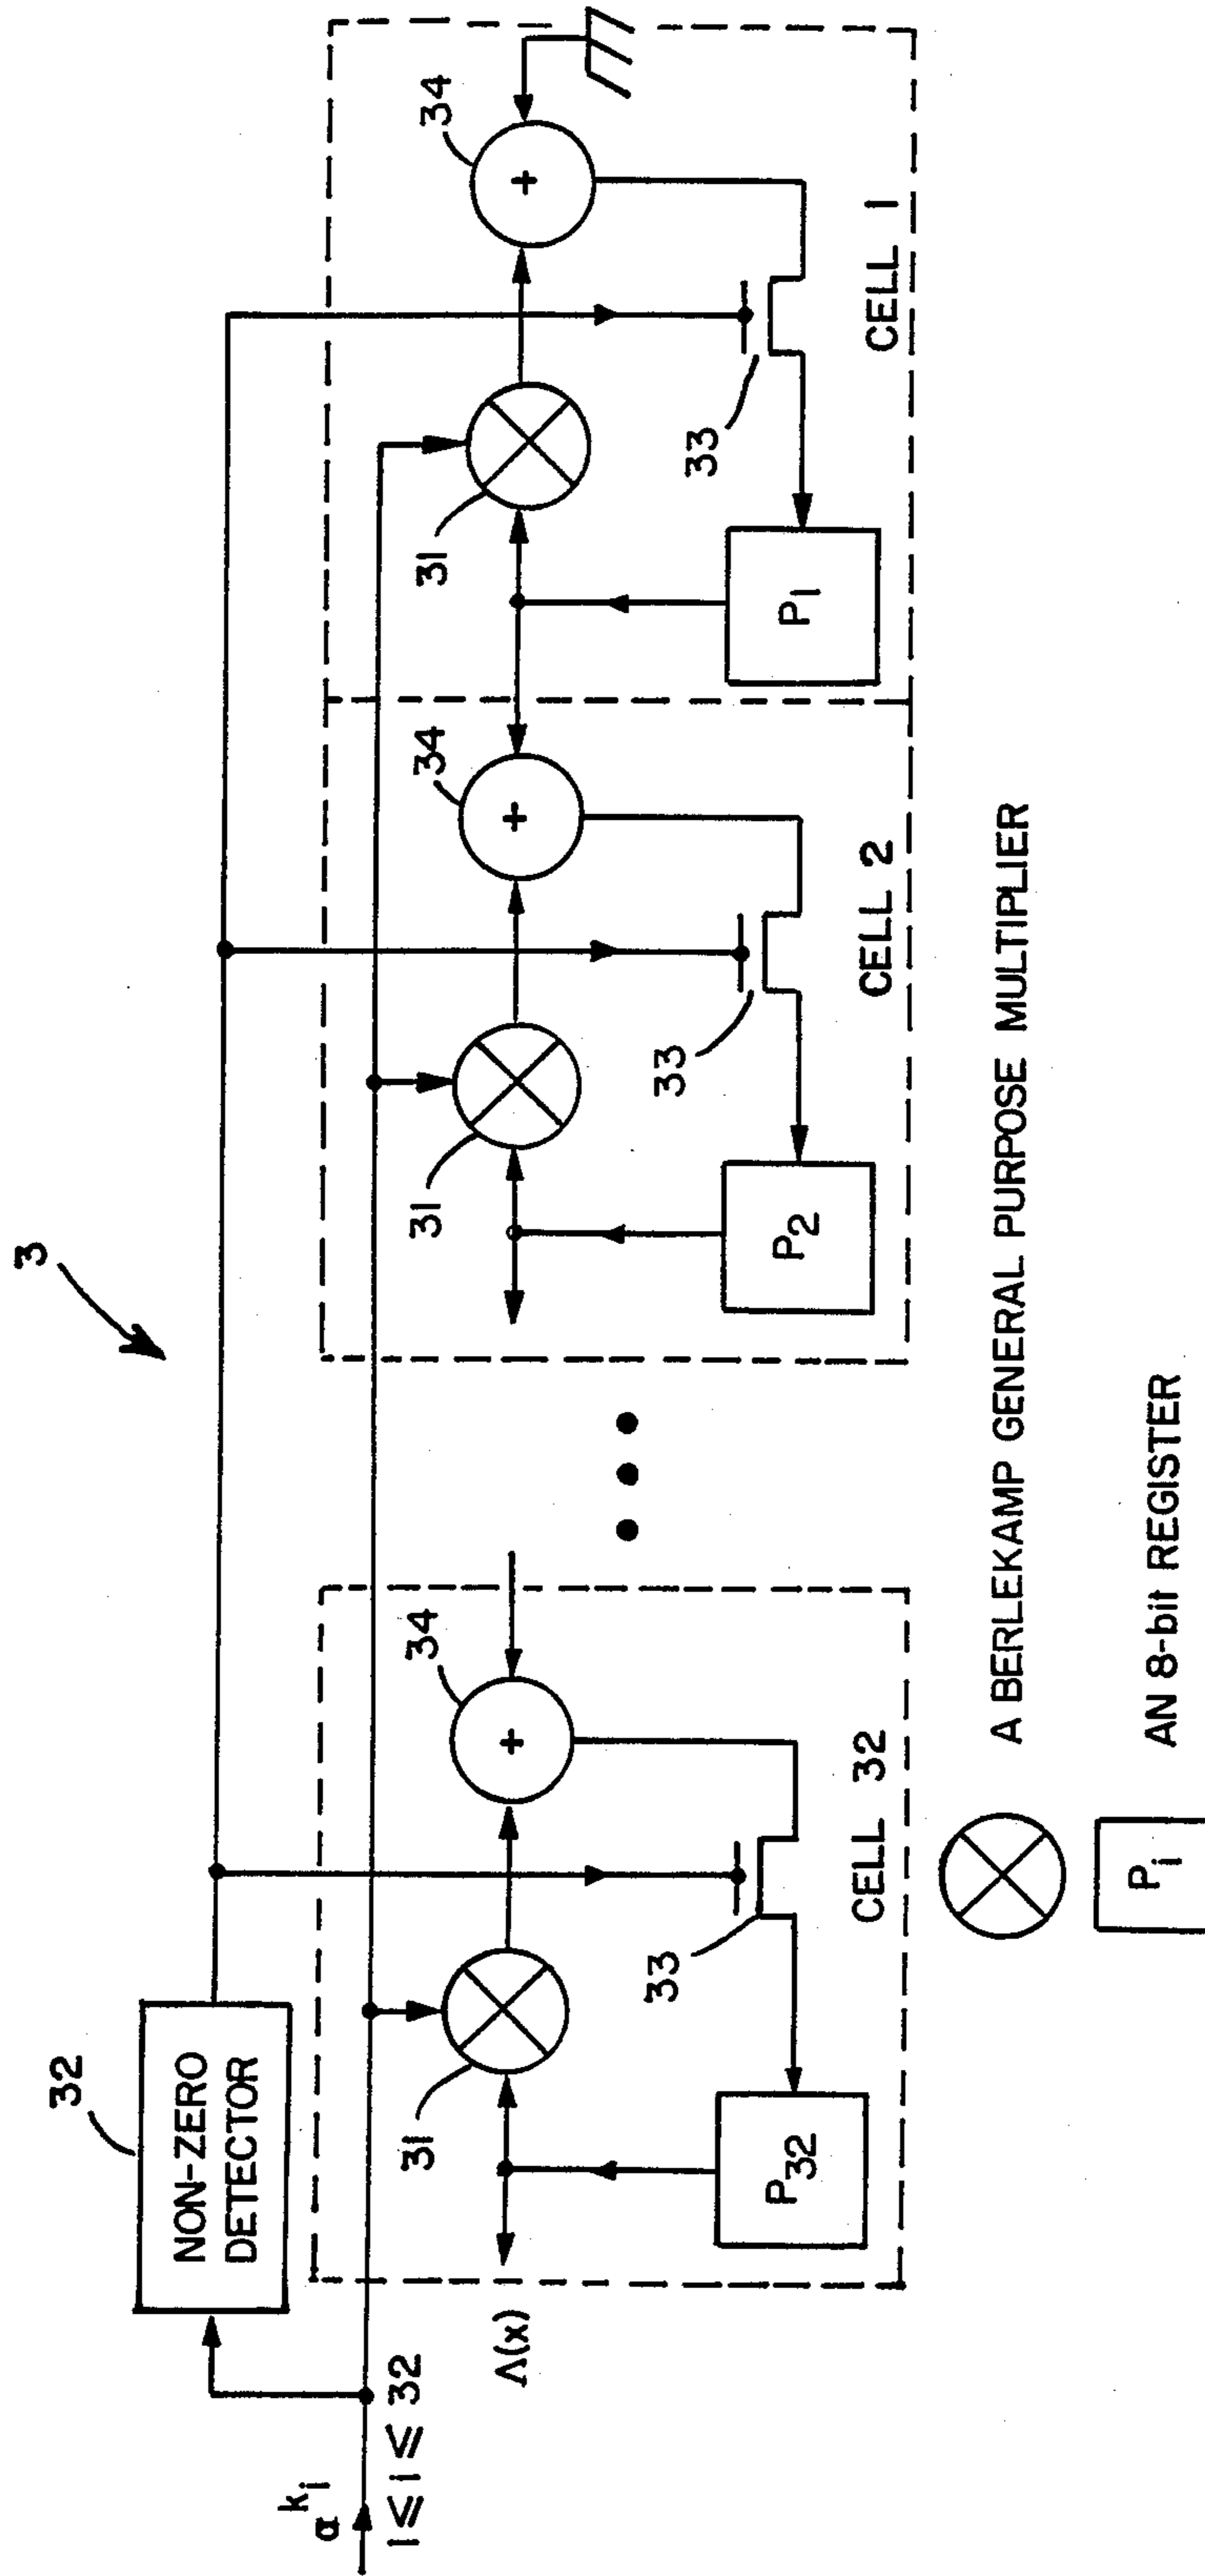 3
32
NON-ZERO
DETECTOR
α^k_i
1 ≤ i ≤ 32
Λ(x)
31
34
33
P32
CELL 32
31
34
33
P2
CELL 2
31
34
33
P1
CELL 1
+
+
+
A BERLEKAMP GENERAL PURPOSE MULTIPLIER
Pi
AN 8-bit REGISTER